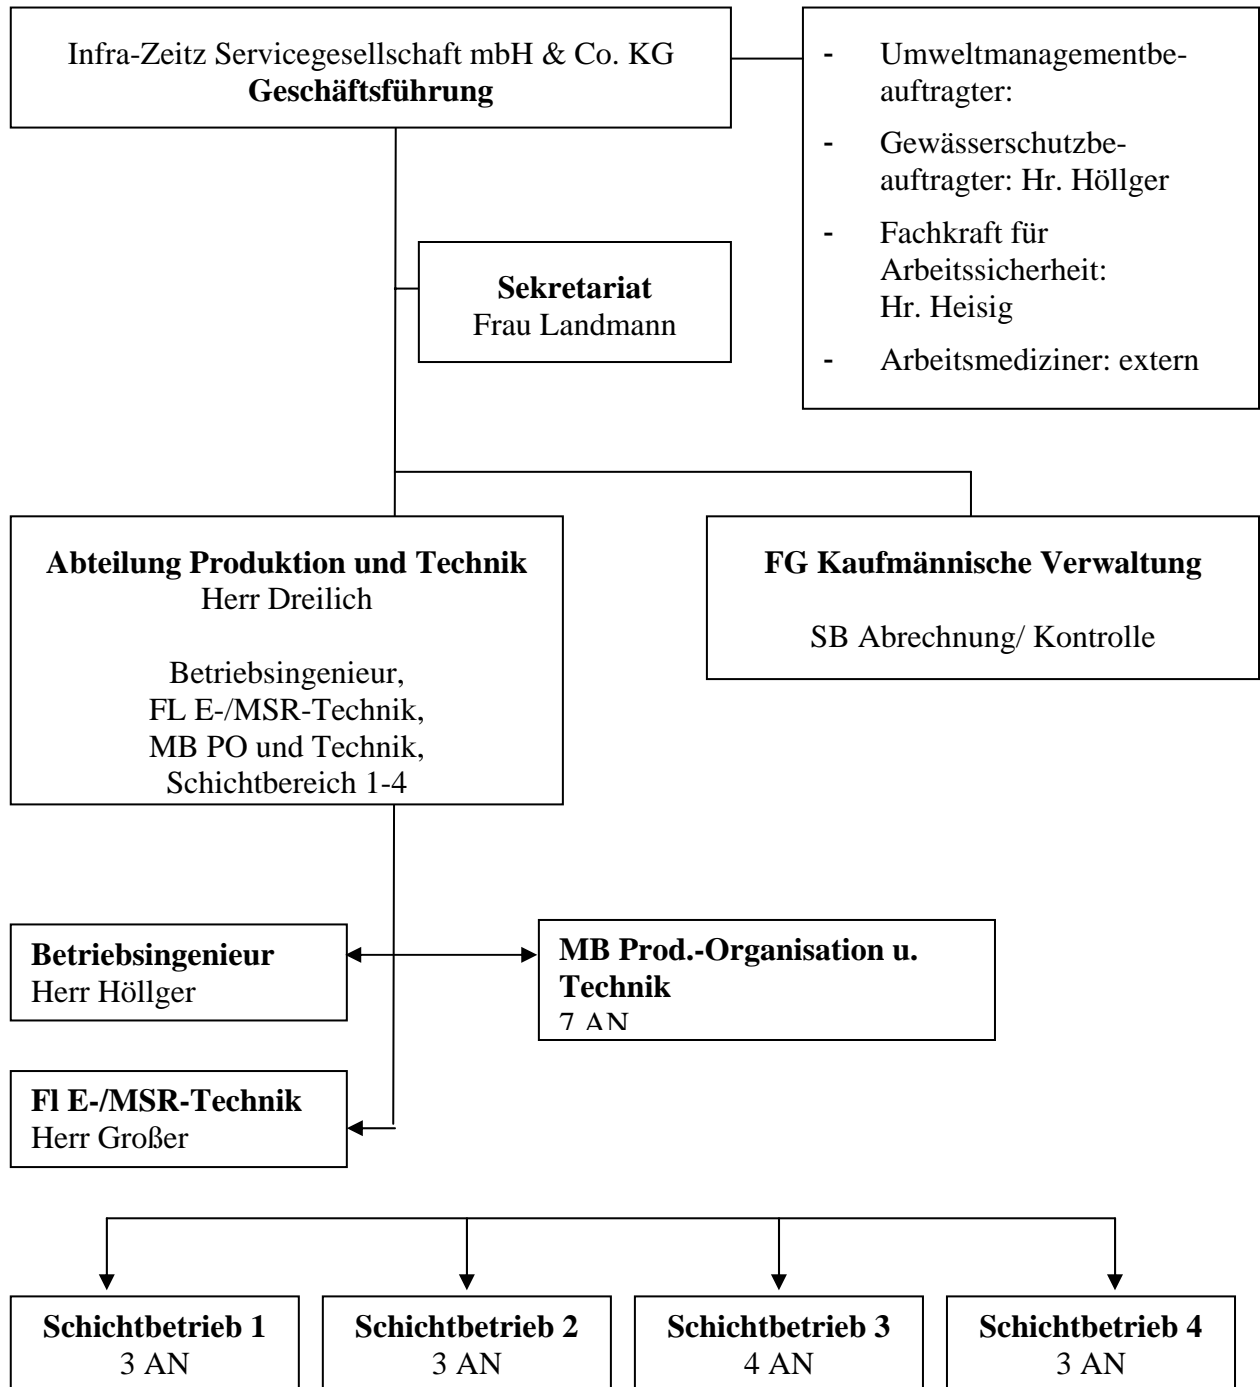 Infra-Zeitz Servicegesellschaft mbH & Co. KG
Geschäftsführung
- Umweltmanagementbe-
auftragter:
- Gewässerschutzbe-
auftragter: Hr. Höllger
- Fachkraft für
Arbeitssicherheit:
Hr. Heisig
- Arbeitsmediziner: extern
Sekretariat
Frau Landmann
Abteilung Produktion und Technik
Herr Dreilich
Betriebsingenieur,
FL E-/MSR-Technik,
MB PO und Technik,
Schichtbereich 1-4
FG Kaufmännische Verwaltung
SB Abrechnung/ Kontrolle
Betriebsingenieur
Herr Höllger
MB Prod.-Organisation u.
Technik
7 AN
Fl E-/MSR-Technik
Herr Großer
Schichtbetrieb 1
3 AN
Schichtbetrieb 2
3 AN
Schichtbetrieb 3
4 AN
Schichtbetrieb 4
3 AN